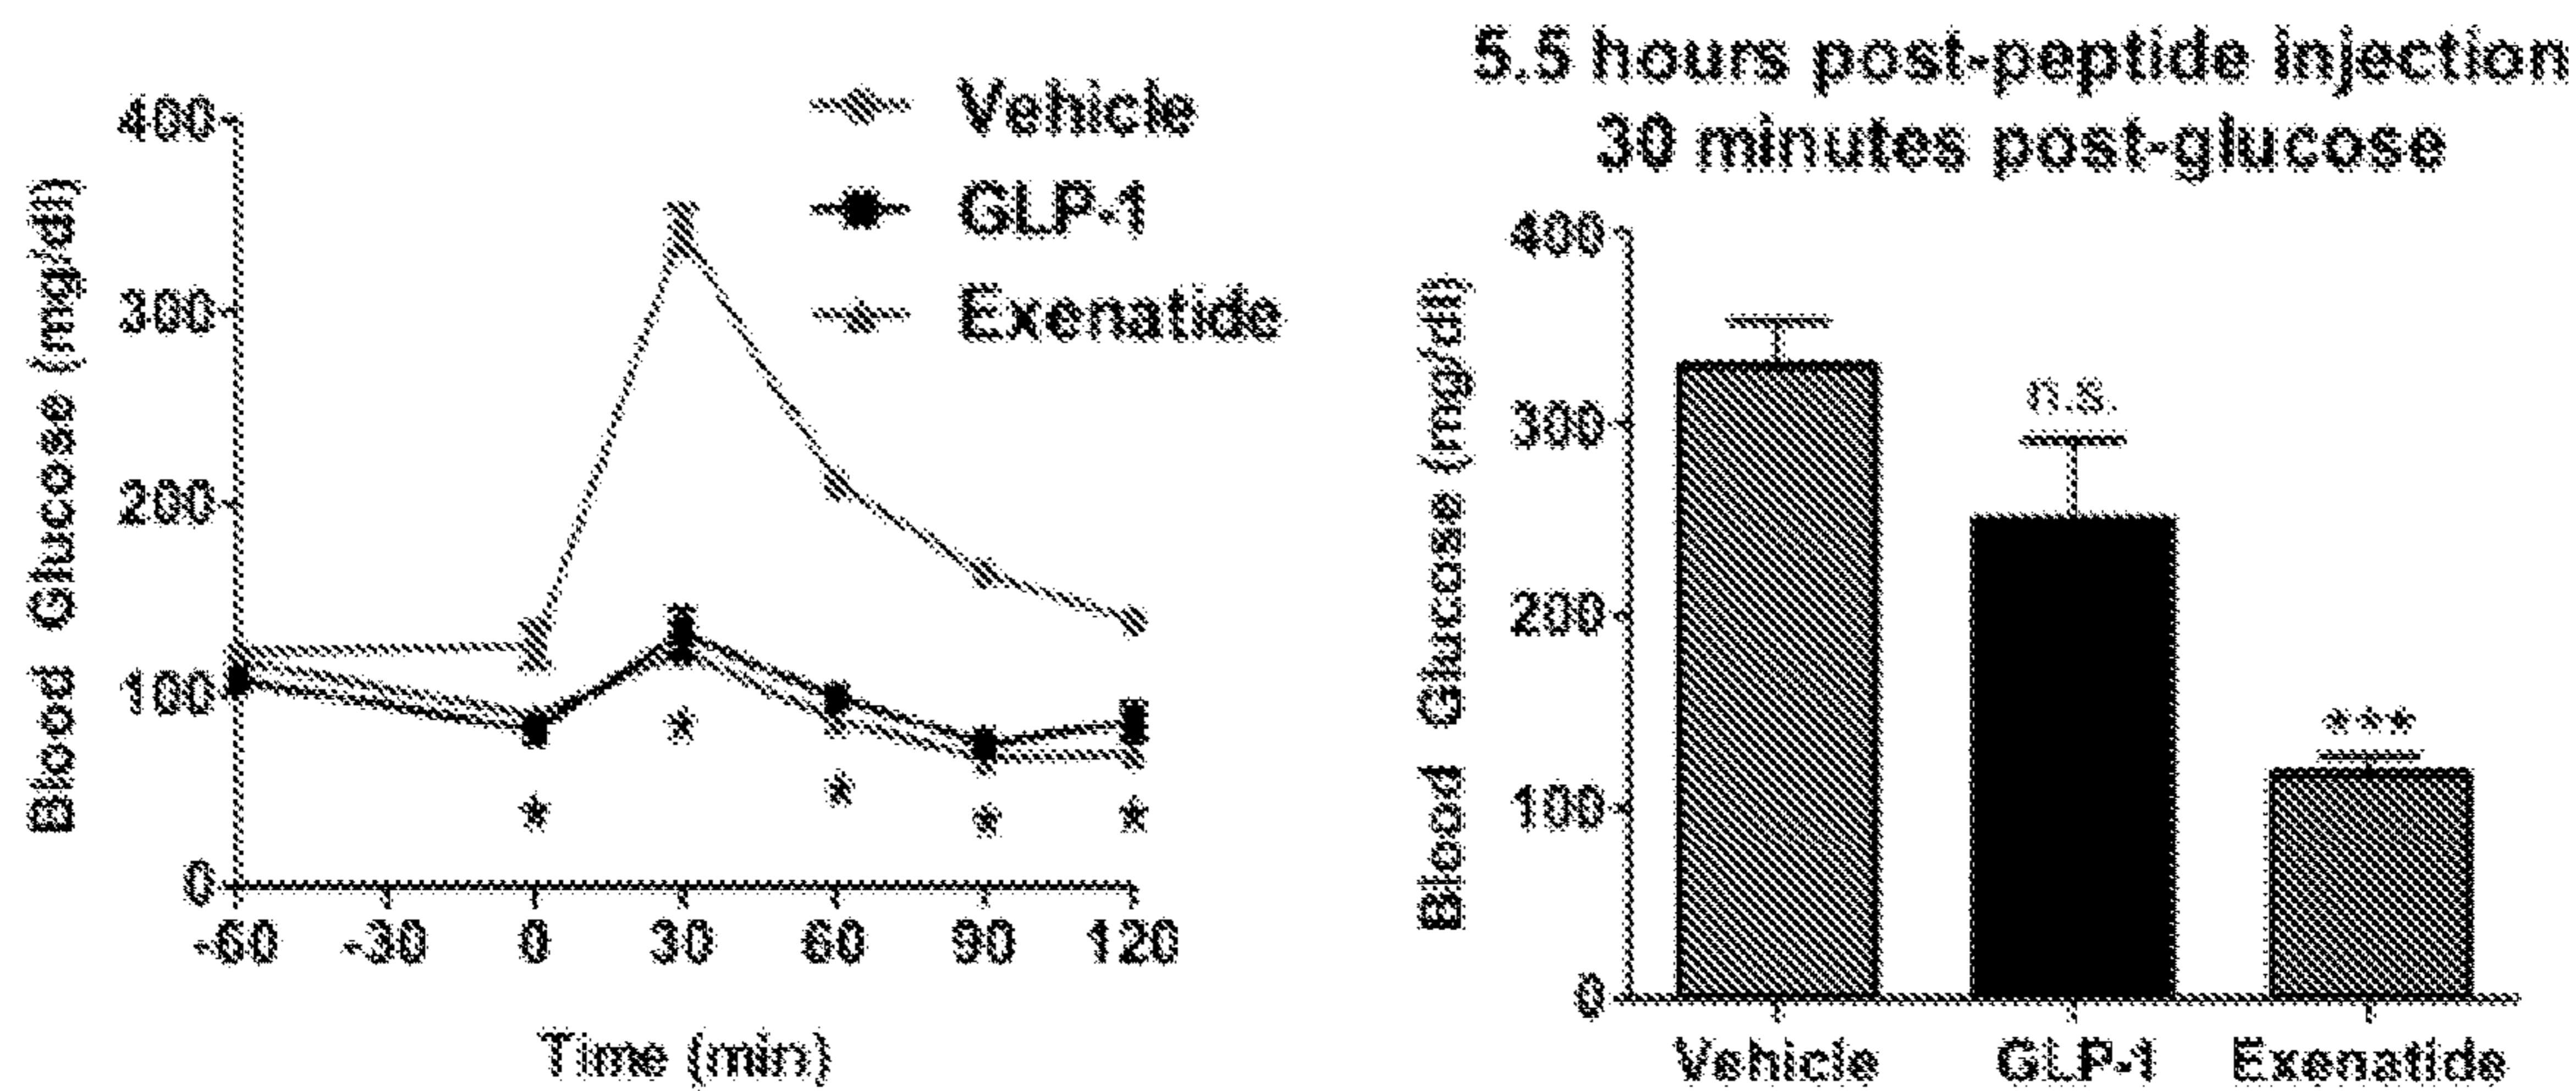 Vehicle
GLP-1
Exenatide
400
300
200
100
0
Blood Glucose (mg/dl)
-60 -30 0 30 60 90 120
Time (min)
*
*
*
*
*
5.5 hours post-peptide injection
30 minutes post-glucose
400
300
200
100
0
Blood Glucose (mg/dl)
n.s.
***
Vehicle GLP-1 Exenatide